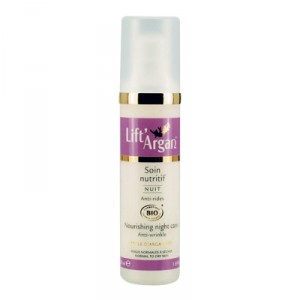 Lift'Argan
Soin
nutritif
NUIT
Anti-rides
BIO
Nourishing night care
Anti-wrinkle